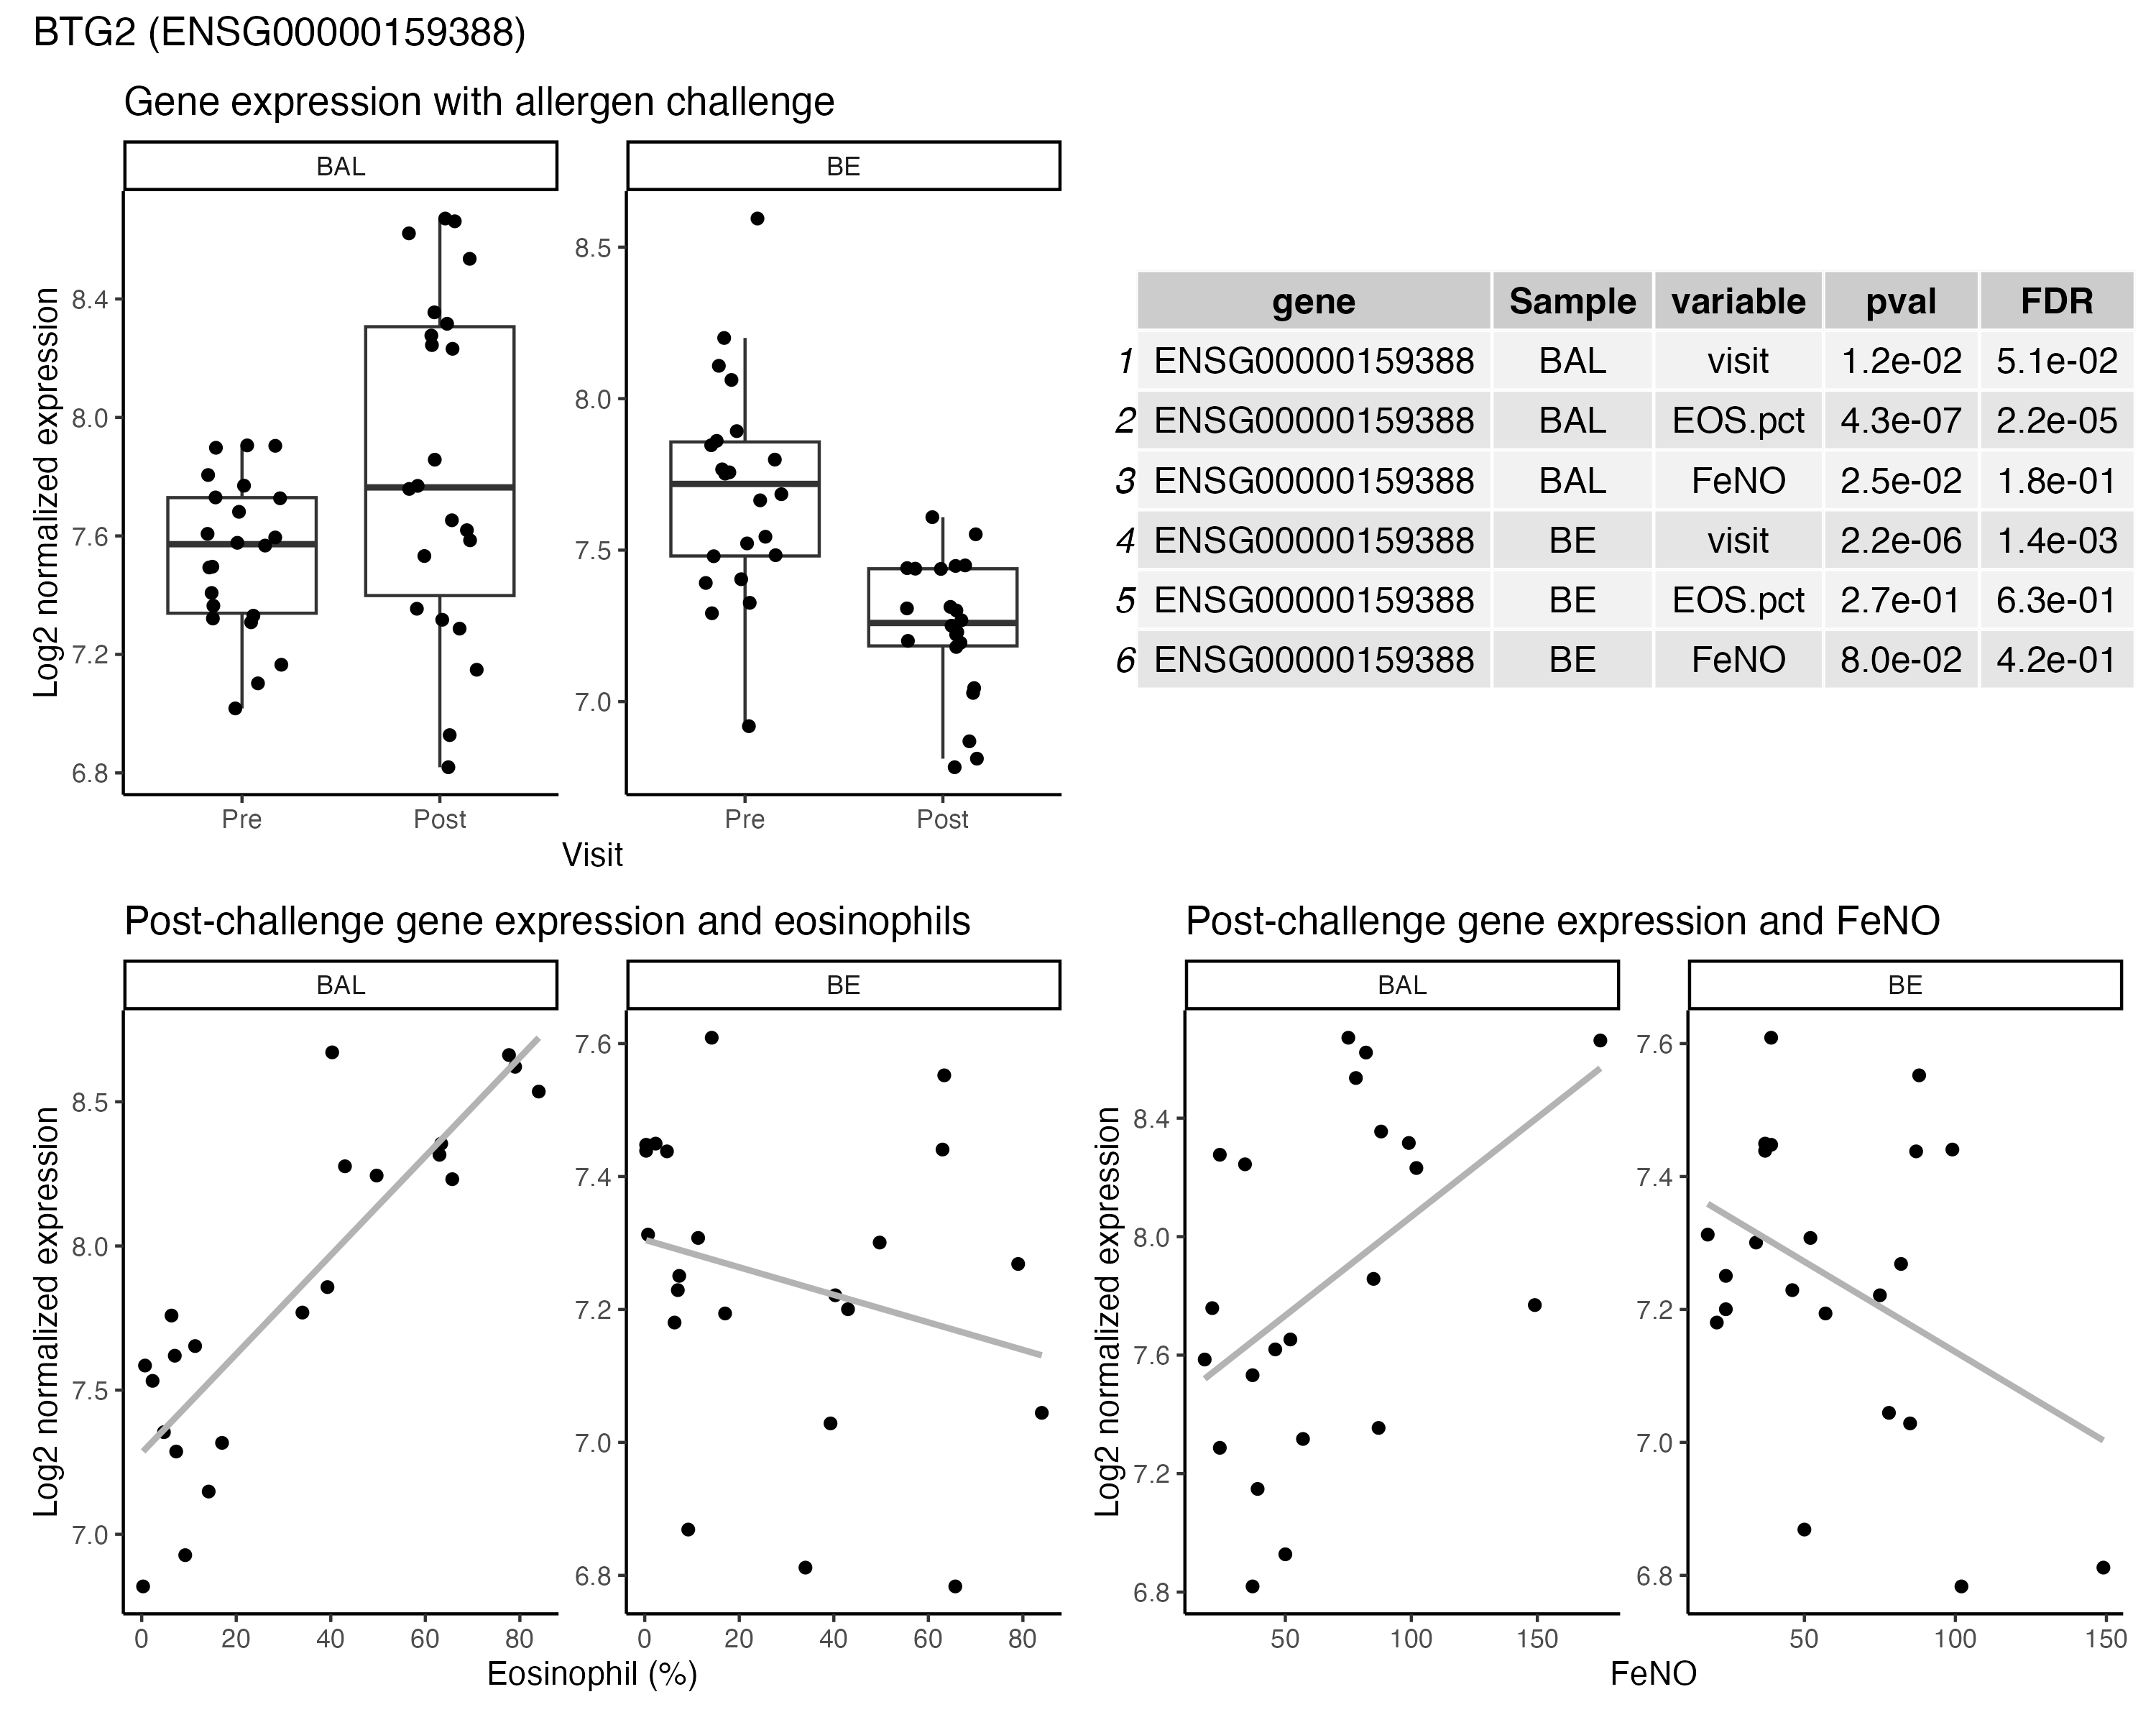 BTG2 (ENSG00000159388)
Gene expression with allergen challenge
BAL
BE
Log2 normalized expression
8.4
8.0
7.6
7.2
6.8
8.5
8.0
7.5
7.0
Pre
Post
Pre
Post
Visit
gene Sample variable pval FDR
1 ENSG00000159388 BAL visit 1.2e-02 5.1e-02
2 ENSG00000159388 BAL EOS.pct 4.3e-07 2.2e-05
3 ENSG00000159388 BAL FeNO 2.5e-02 1.8e-01
4 ENSG00000159388 BE visit 2.2e-06 1.4e-03
5 ENSG00000159388 BE EOS.pct 2.7e-01 6.3e-01
6 ENSG00000159388 BE FeNO 8.0e-02 4.2e-01
Post-challenge gene expression and eosinophils
BAL
BE
Log2 normalized expression
8.5
8.0
7.5
7.0
7.6
7.4
7.2
7.0
6.8
0 20 40 60 80
0 20 40 60 80
Eosinophil (%)
Post-challenge gene expression and FeNO
BAL
BE
Log2 normalized expression
8.4
8.0
7.6
7.2
6.8
7.6
7.4
7.2
7.0
6.8
50 100 150
50 100 150
FeNO